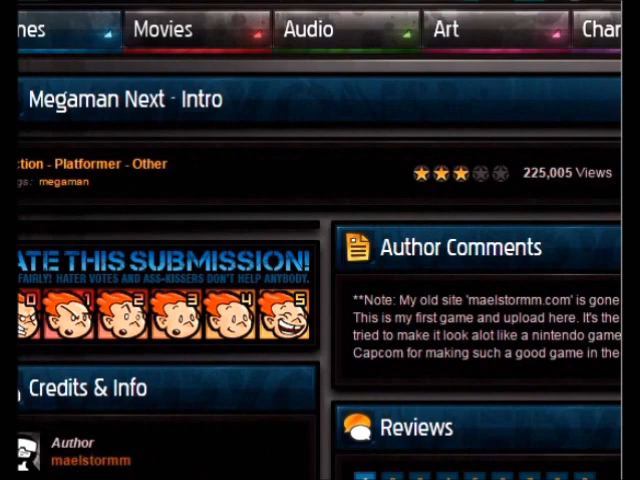 nes Movies Audio Art Char
Megaman Next - Intro
ction - Platformer - Other
gs: megaman
225,005 Views
ATE THIS SUBMISSION!
FAIRLY! HATER VOTES AND ASS-KISSERS DON'T HELP ANYBODY.
0 1 2 3 4 5
Author Comments
**Note: My old site 'maelstormm.com' is gone
This is my first game and upload here. It's the
tried to make it look alot like a nintendo game
Capcom for making such a good game in the
Credits & Info
Author
maelstormm
Reviews